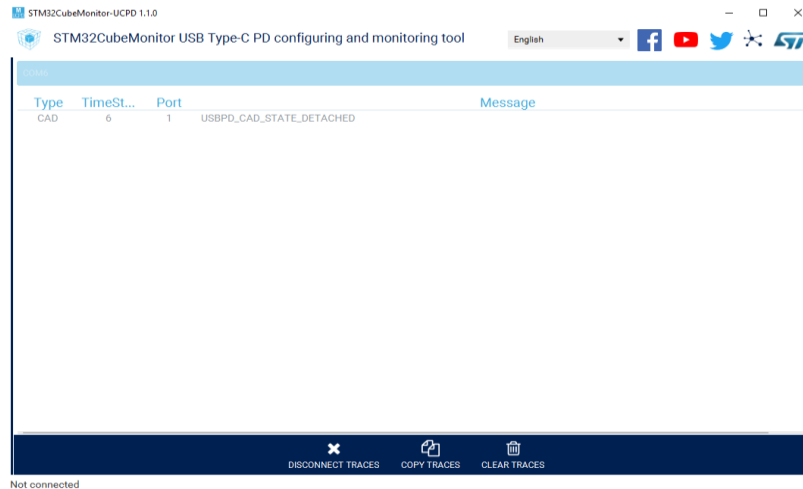 STM32CubeMonitor-UCPD 1.1.0
STM32CubeMonitor USB Type-C PD configuring and monitoring tool
English
COM6
Type TimeSt... Port Message
CAD 6 1 USBPD_CAD_STATE_DETACHED
DISCONNECT TRACES COPY TRACES CLEAR TRACES
Not connected